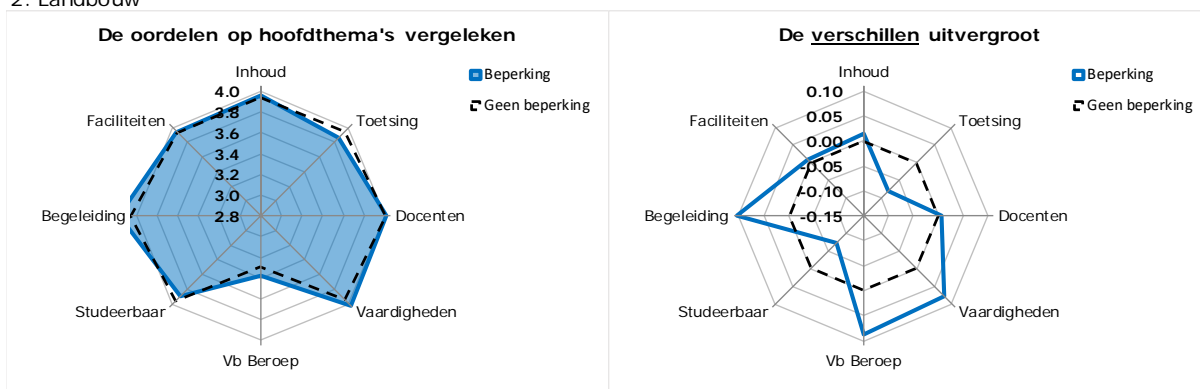 2. Landbouw
De oordelen op hoofdthema's vergeleken
Inhoud
Beperking
Geen beperking
4.0
3.8
3.6
3.4
3.2
3.0
2.8
Faciliteiten
Toetsing
Begeleiding
Docenten
Studeerbaar
Vaardigheden
Vb Beroep
De verschillen uitvergroot
Inhoud
Beperking
Geen beperking
0.10
0.05
0.00
-0.05
-0.10
-0.15
Faciliteiten
Toetsing
Begeleiding
Docenten
Studeerbaar
Vaardigheden
Vb Beroep